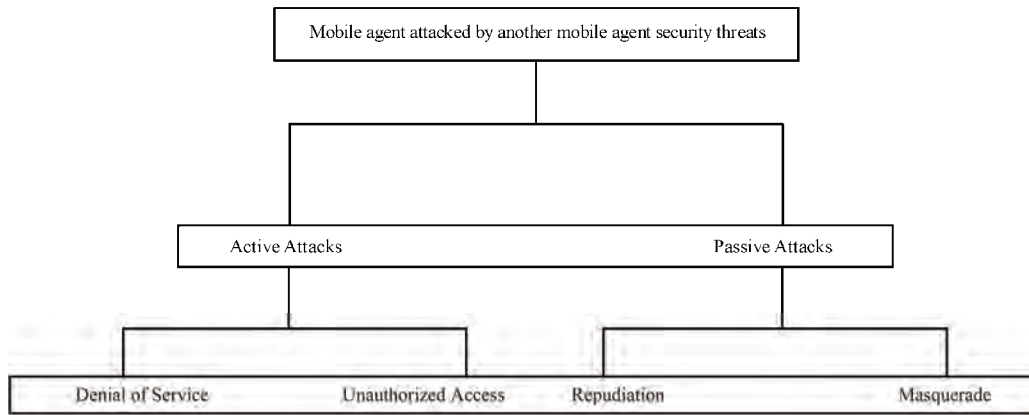 Mobile agent attacked by another mobile agent security threats
Active Attacks Passive Attacks
Denial of Service Unauthorized Access Repudiation Masquerade